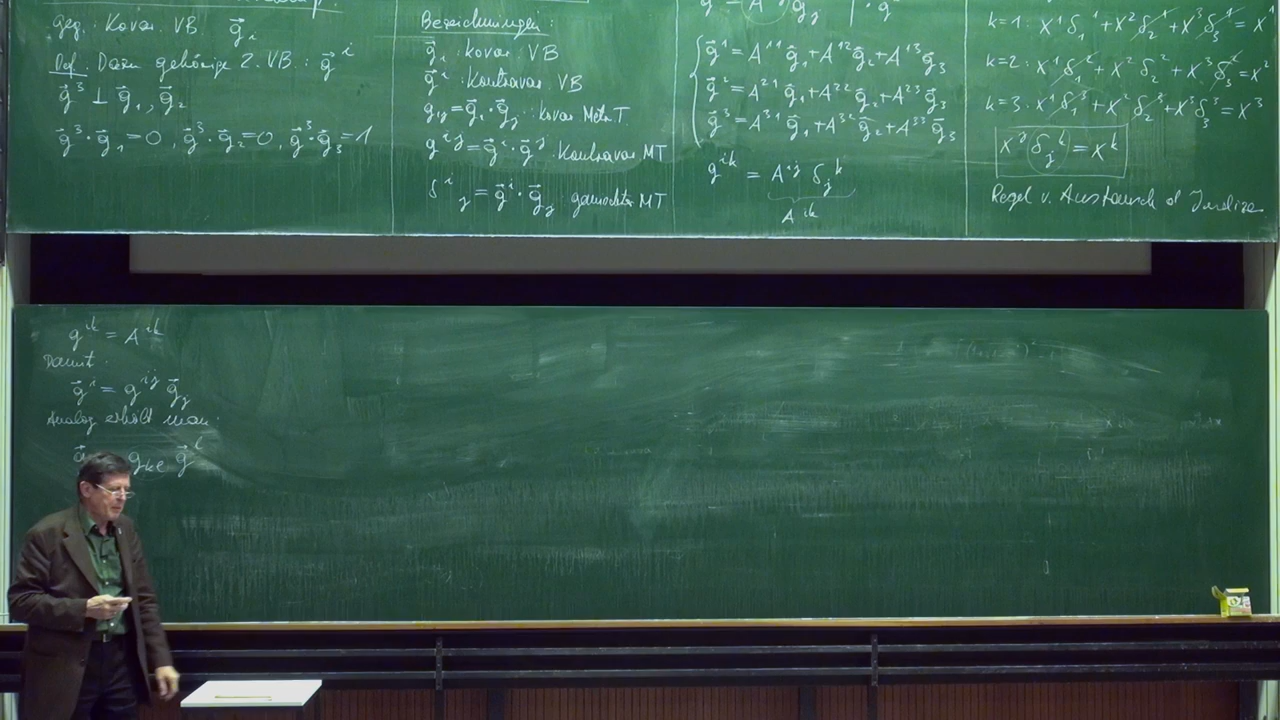 geg.: Kovar. VB. g⃗ᵢ
Def.: Dazu gehörige 2. VB.: g⃗ⁱ
g⃗³ ⊥ g⃗₁, g⃗₂
g⃗³·g⃗₁=0, g⃗³·g⃗₂=0, g⃗³·g⃗₃=1
Bezeichnungen:
g⃗ᵢ: kovar. VB
g⃗ⁱ: Kontravar VB
gᵢⱼ=g⃗ᵢ·g⃗ⱼ: kovar Metr. T
gⁱʲ=g⃗ⁱ·g⃗ʲ Kontravar MT
δⁱⱼ=g⃗ⁱ·g⃗ⱼ gemischter MT
g⃗¹=A¹¹ g⃗₁+A¹² g⃗₂+A¹³ g⃗₃
g⃗²=A²¹ g⃗₁+A²² g⃗₂+A²³ g⃗₃
g⃗³=A³¹ g⃗₁+A³² g⃗₂+A³³ g⃗₃
gⁱᵏ = Aⁱʲ δⱼᵏ
Aⁱᵏ
k=1: x¹δ₁¹+x²δ₂¹+x³δ₃¹=x¹
k=2: x¹δ₁²+x²δ₂²+x³δ₃²=x²
k=3: x¹δ₁³+x²δ₂³+x³δ₃³=x³
xʲδⱼᵏ=xᵏ
Regel v. Austausch d Indizes
gⁱᵏ = Aⁱᵏ
Damit:
g⃗ⁱ = gⁱʲ g⃗ⱼ
Analog erhält man:
gₖₗ g⃗ˡ